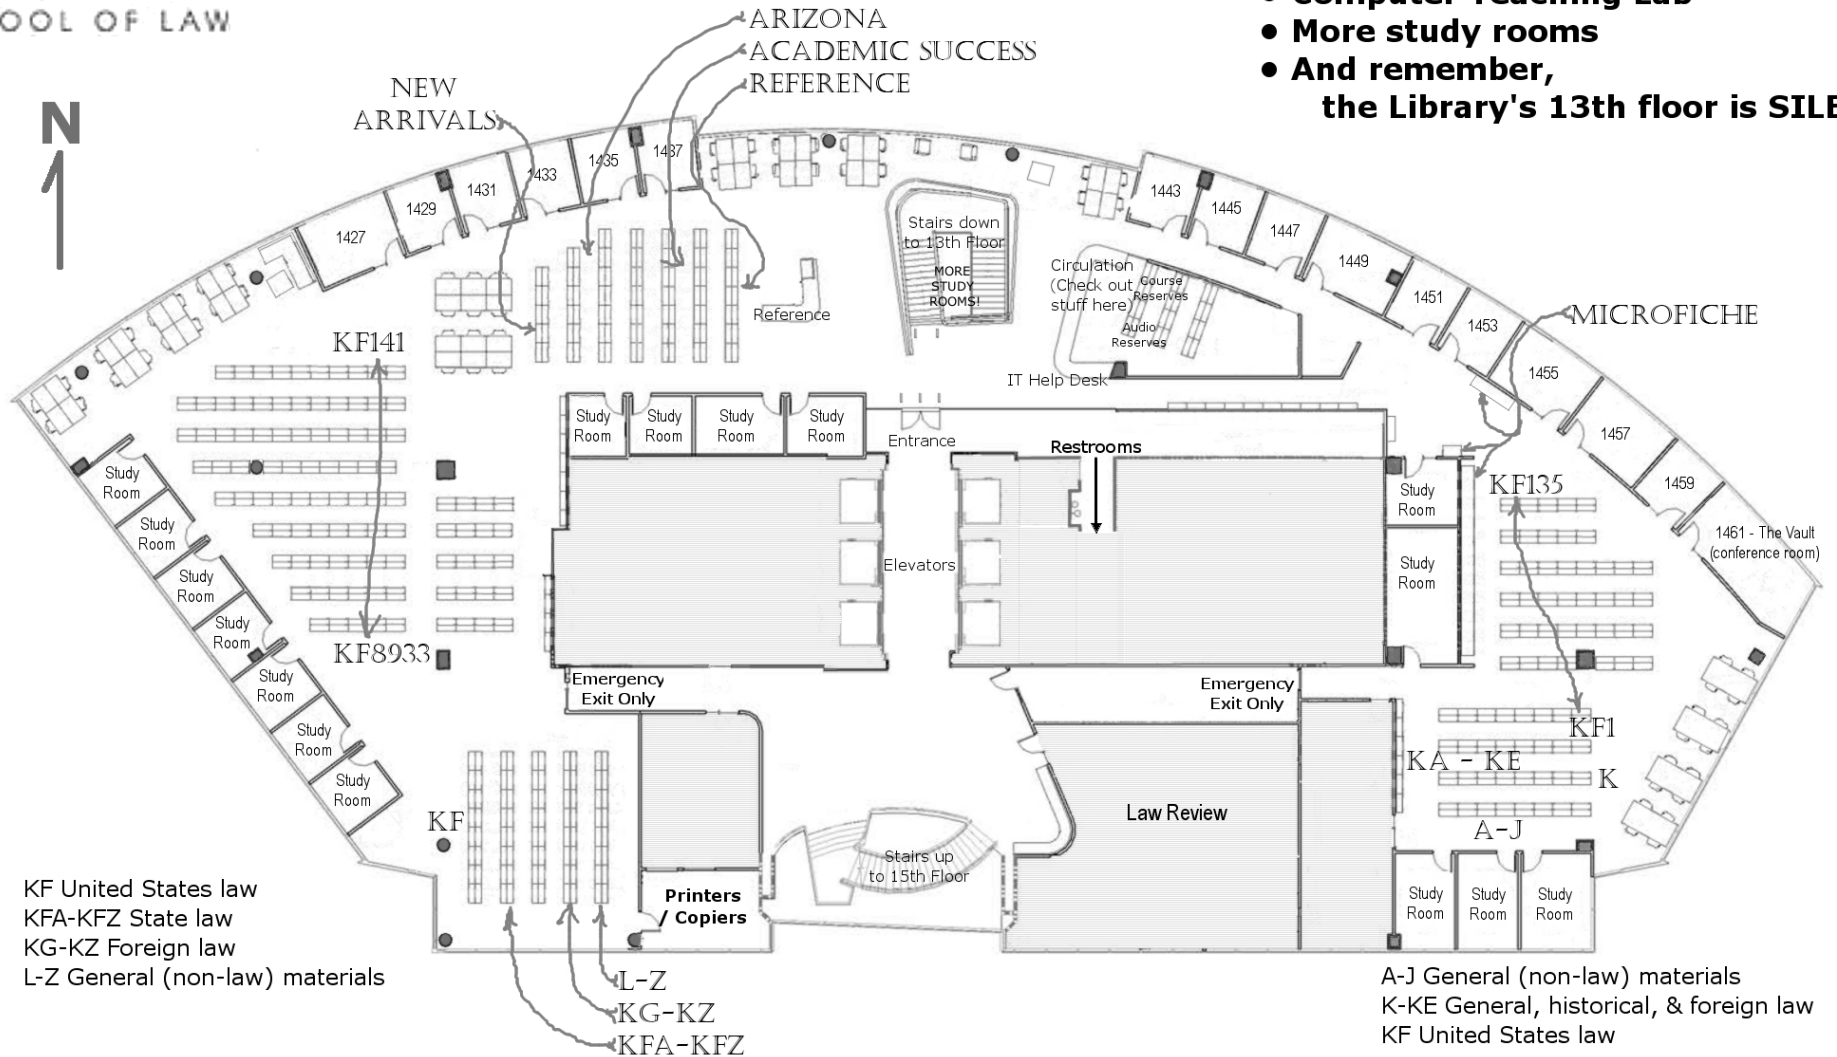 OOL OF LAW
Computer Teaching Lab
• More study rooms
• And remember,
the Library's 13th floor is SILE
N
ARIZONA
ACADEMIC SUCCESS
REFERENCE
NEW
ARRIVALS
1427
1429
1431
1433
1435
1437
1443
1445
1447
1449
1451
1453
1455
1457
1459
1461 - The Vault
(conference room)
Stairs down
to 13th Floor
MORE
STUDY
ROOMS!
Reference
Circulation
(Check out
stuff here)
Course
Reserves
Audio
Reserves
IT Help Desk
MICROFICHE
KF141
KF8933
Study
Room
Study
Room
Study
Room
Study
Room
Entrance
Restrooms
Elevators
Study
Room
Study
Room
Study
Room
Study
Room
Study
Room
Study
Room
Study
Room
Study
Room
Study
Room
KF135
KF1
KA - KE
K
A-J
Emergency
Exit Only
Emergency
Exit Only
Law Review
KF
Stairs up
to 15th Floor
Printers
/ Copiers
Study
Room
Study
Room
Study
Room
L-Z
KG-KZ
KFA-KFZ
KF United States law
KFA-KFZ State law
KG-KZ Foreign law
L-Z General (non-law) materials
A-J General (non-law) materials
K-KE General, historical, & foreign law
KF United States law